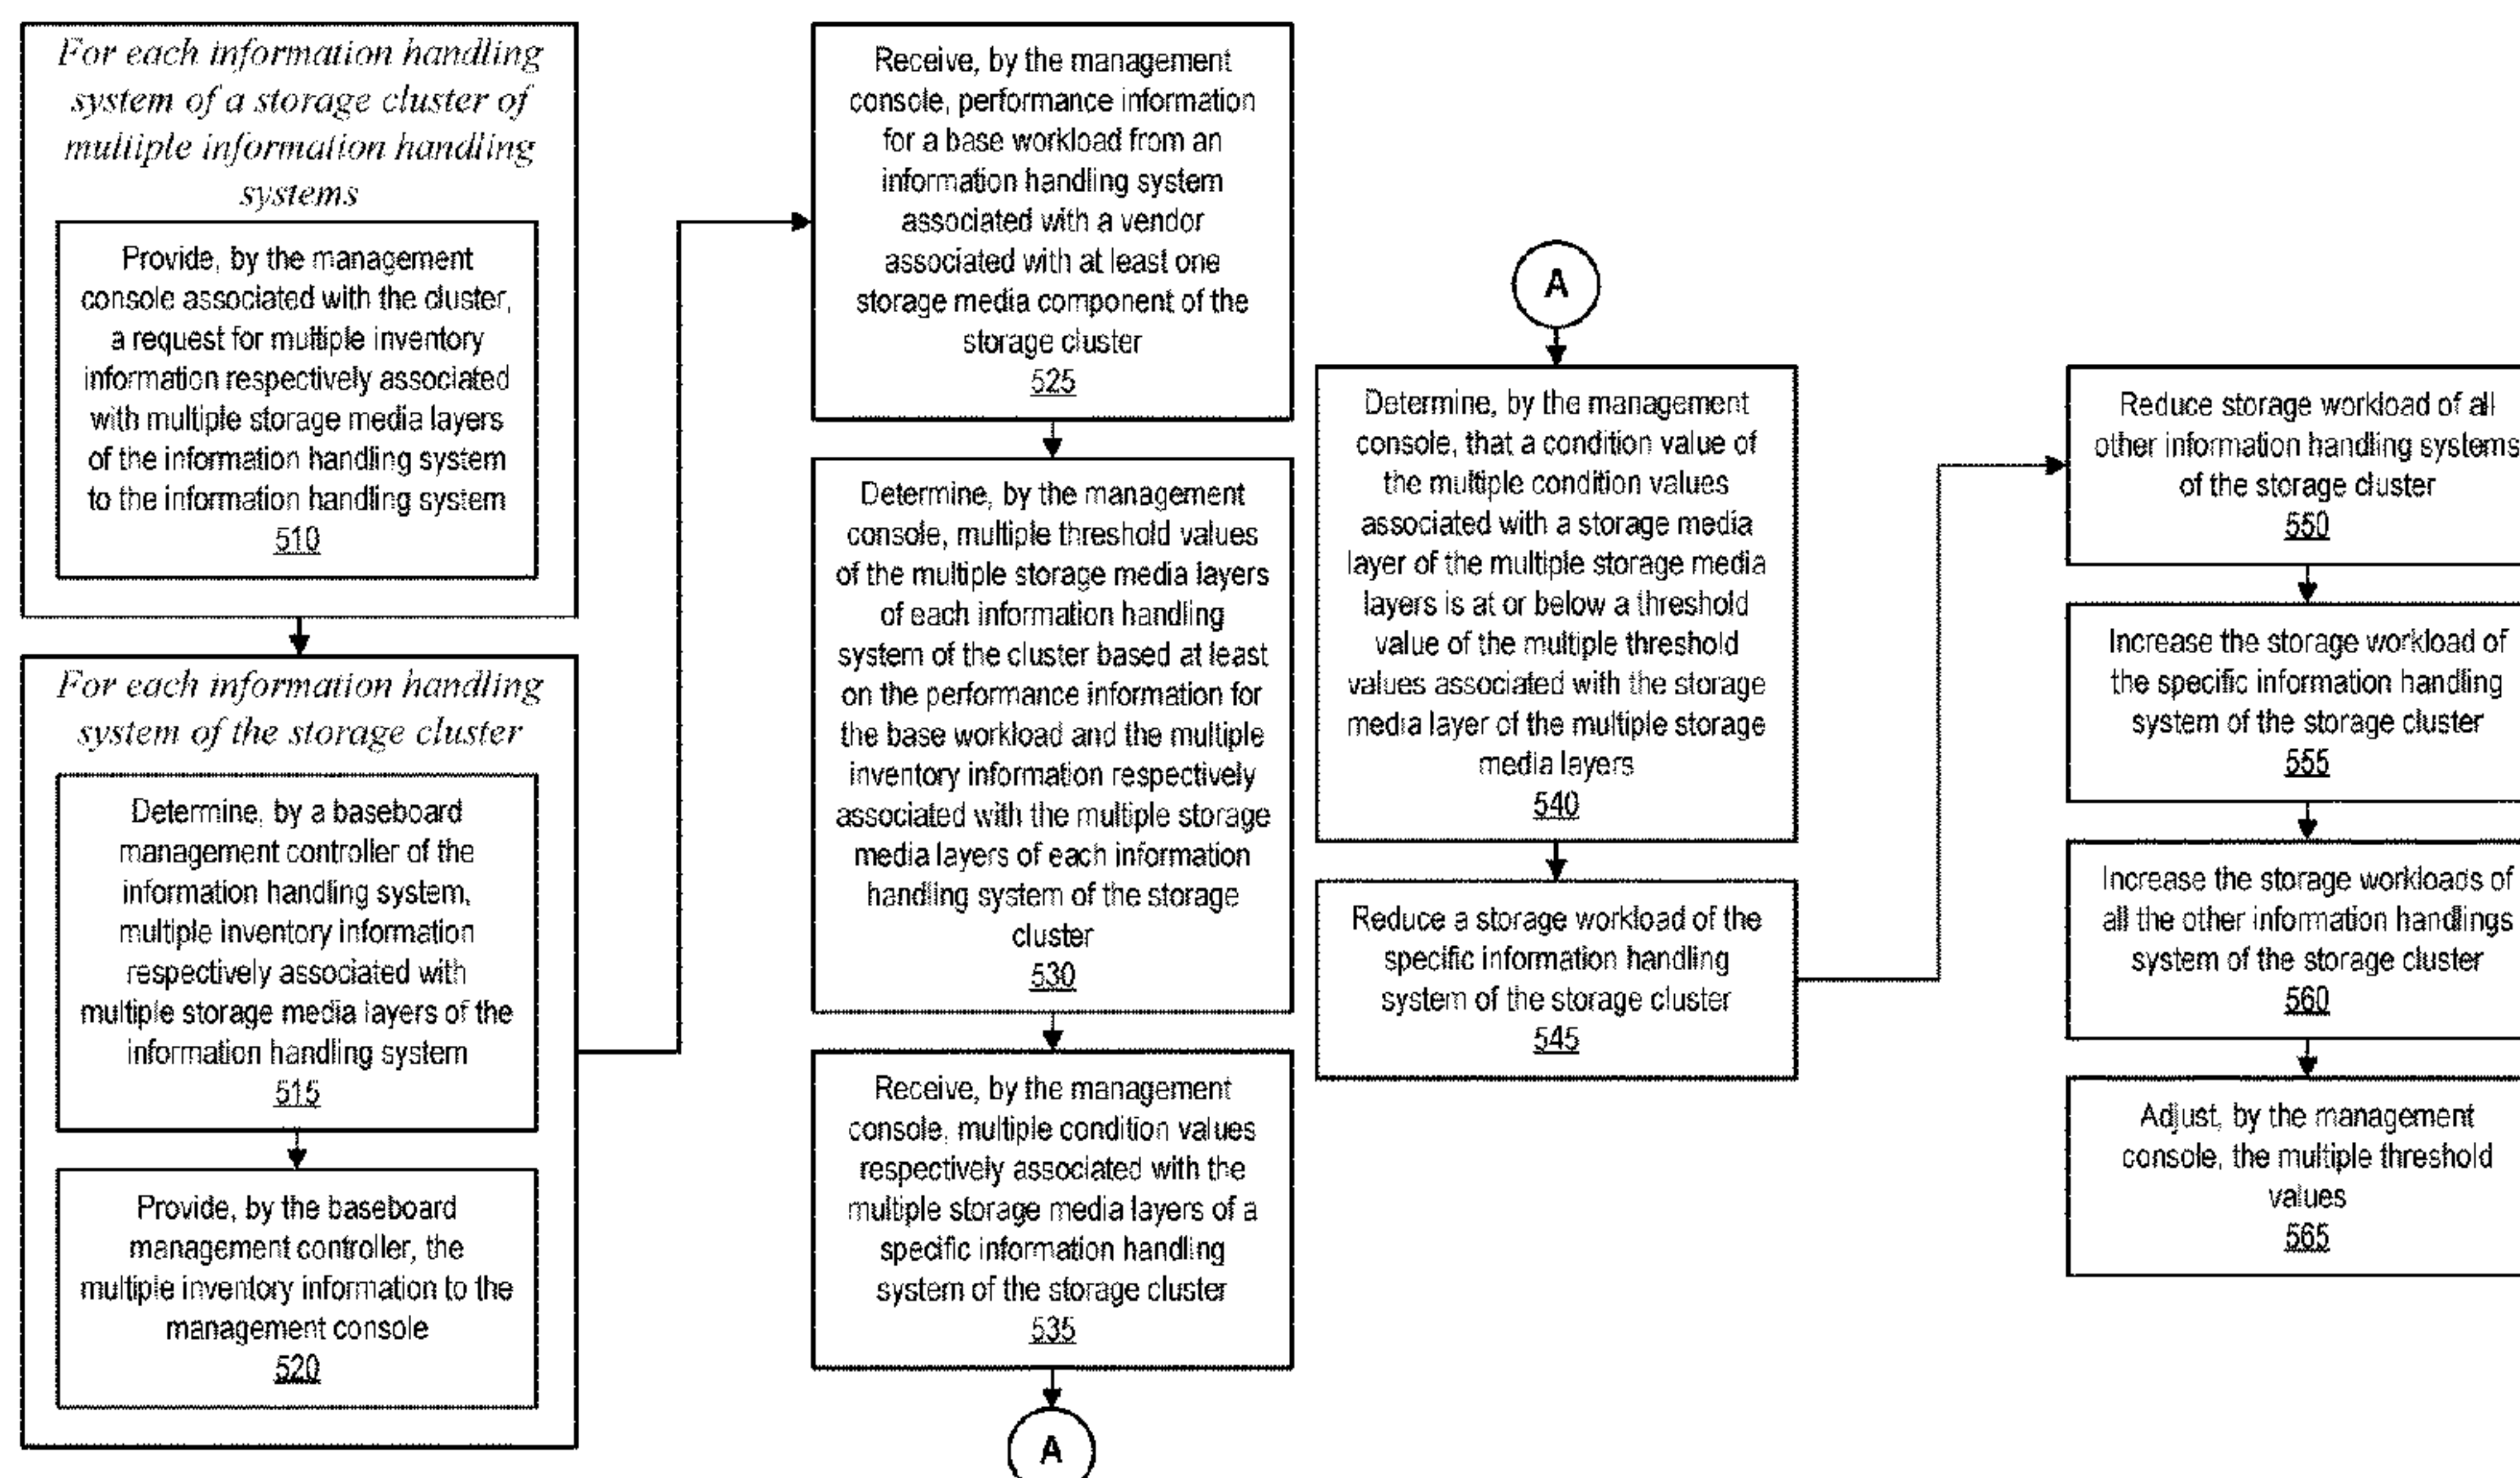 For each information handling
system of a storage cluster of
multiple information handling
systems
Provide, by the management
console associated with the cluster,
a request for multiple inventory
information respectively associated
with multiple storage media layers
of the information handling system
to the information handling system
510
For each information handling
system of the storage cluster
Determine, by a baseboard
management controller of the
information handling system,
multiple inventory information
respectively associated with
multiple storage media layers of the
information handling system
515
Provide, by the baseboard
management controller, the
multiple inventory information to the
management console
520
Receive, by the management
console, performance information
for a base workload from an
information handling system
associated with a vendor
associated with at least one
storage media component of the
storage cluster
525
Determine, by the management
console, multiple threshold values
of the multiple storage media layers
of each information handling
system of the cluster based at least
on the performance information for
the base workload and the multiple
inventory information respectively
associated with the multiple storage
media layers of each information
handling system of the storage
cluster
530
Receive, by the management
console, multiple condition values
respectively associated with the
multiple storage media layers of a
specific information handling
system of the storage cluster
535
A
A
Determine, by the management
console, that a condition value of
the multiple condition values
associated with a storage media
layer of the multiple storage media
layers is at or below a threshold
value of the multiple threshold
values associated with the storage
media layer of the multiple storage
media layers
540
Reduce a storage workload of the
specific information handling
system of the storage cluster
545
Reduce storage workload of all
other information handling systems
of the storage cluster
550
Increase the storage workload of
the specific information handling
system of the storage cluster
555
Increase the storage workloads of
all the other information handlings
system of the storage cluster
560
Adjust, by the management
console, the multiple threshold
values
565